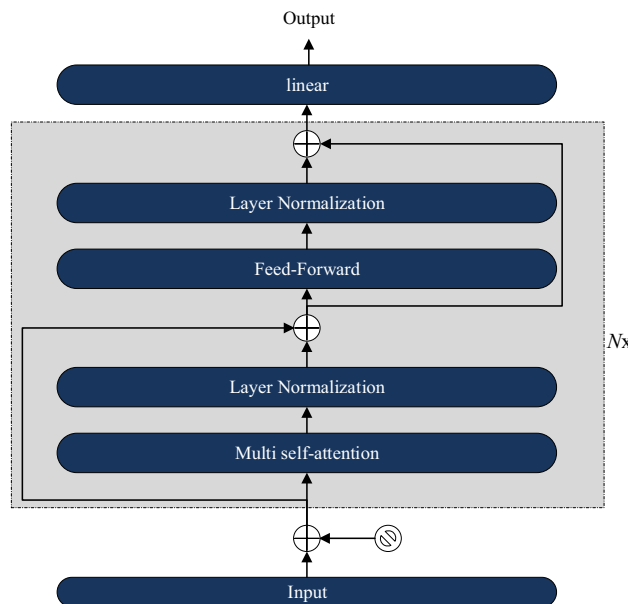 Output
linear
Layer Normalization
Feed-Forward
Nx
Layer Normalization
Multi self-attention
Input